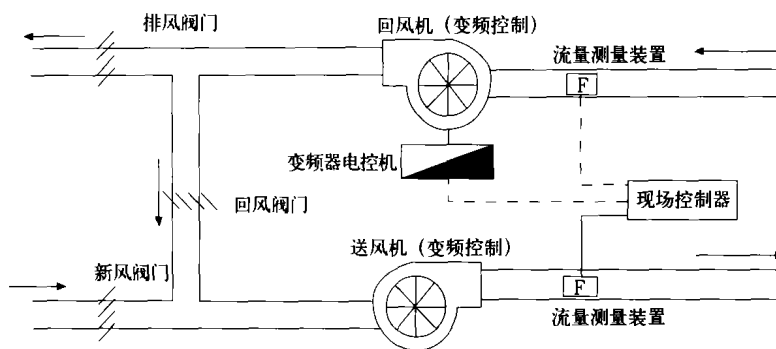 排风阀门
回风机（变频控制）
流量测量装置
F
变频器电控机
现场控制器
回风阀门
送风机（变频控制）
新风阀门
F
流量测量装置